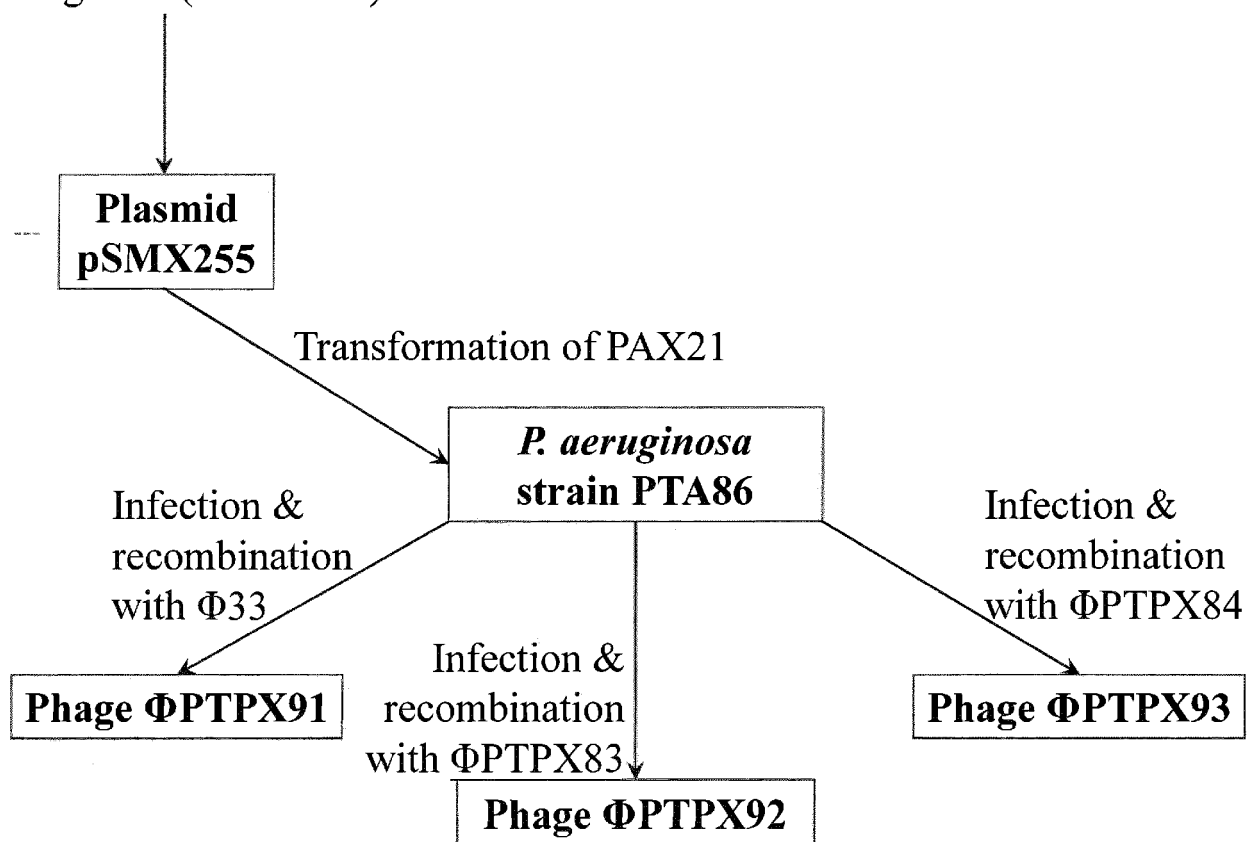 Plasmid
pSMX255
Transformation of PAX21
P. aeruginosa
strain PTA86
Infection &
recombination
with Φ33
Infection &
recombination
with ΦPTPX84
Infection &
recombination
with ΦPTPX83
Phage ΦPTPX91
Phage ΦPTPX93
Phage ΦPTPX92